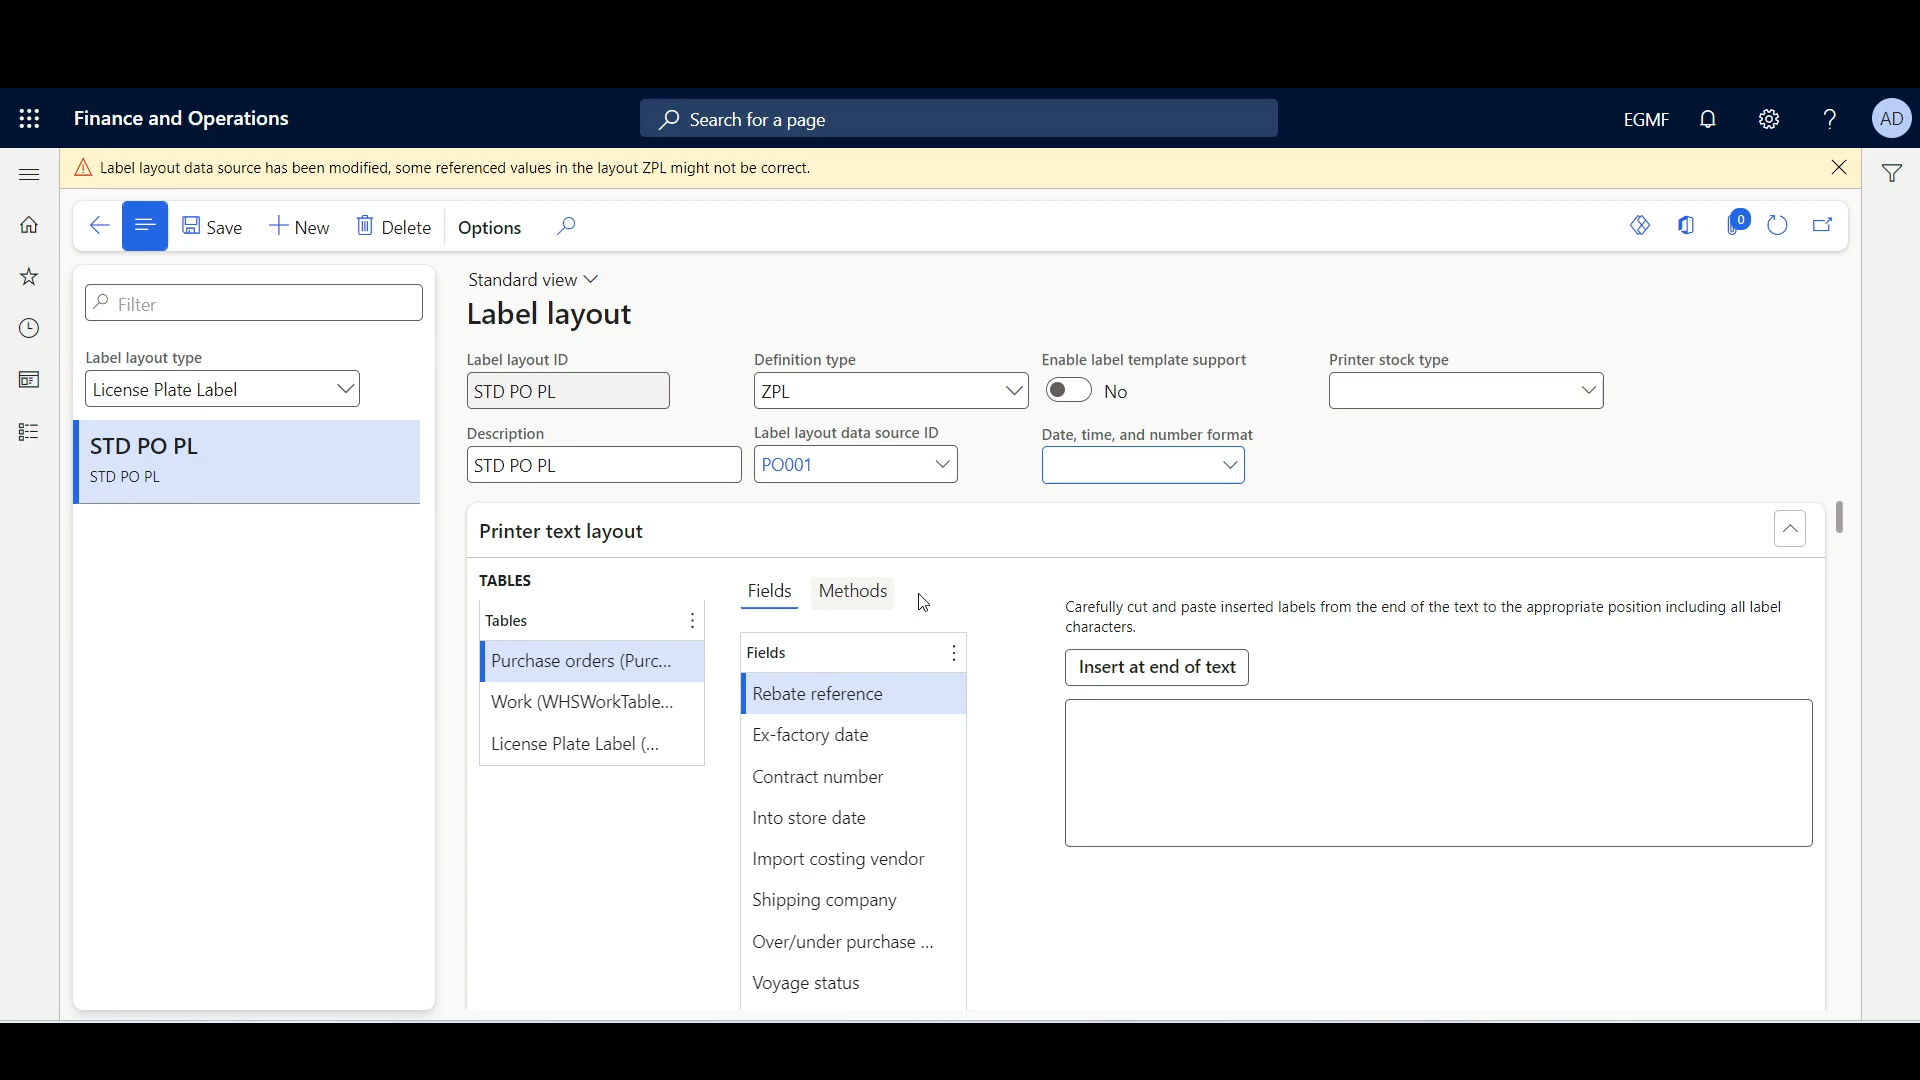 Finance and Operations
Search for a page
EGMF
?
AD
Label layout data source has been modified, some referenced values in the layout ZPL might not be correct.
Save
New
Delete
Options
0
Filter
Label layout type
License Plate Label
STD PO PL
STD PO PL
Standard view
Label layout
Label layout ID
STD PO PL
Definition type
ZPL
Enable label template support
No
Printer stock type
Description
STD PO PL
Label layout data source ID
PO001
Date, time, and number format
Printer text layout
TABLES
Tables
Purchase orders (Purc...
Work (WHSWorkTable...
License Plate Label (...
Fields
Methods
Fields
Rebate reference
Ex-factory date
Contract number
Into store date
Import costing vendor
Shipping company
Over/under purchase ...
Voyage status
Carefully cut and paste inserted labels from the end of the text to the appropriate position including all label
characters.
Insert at end of text